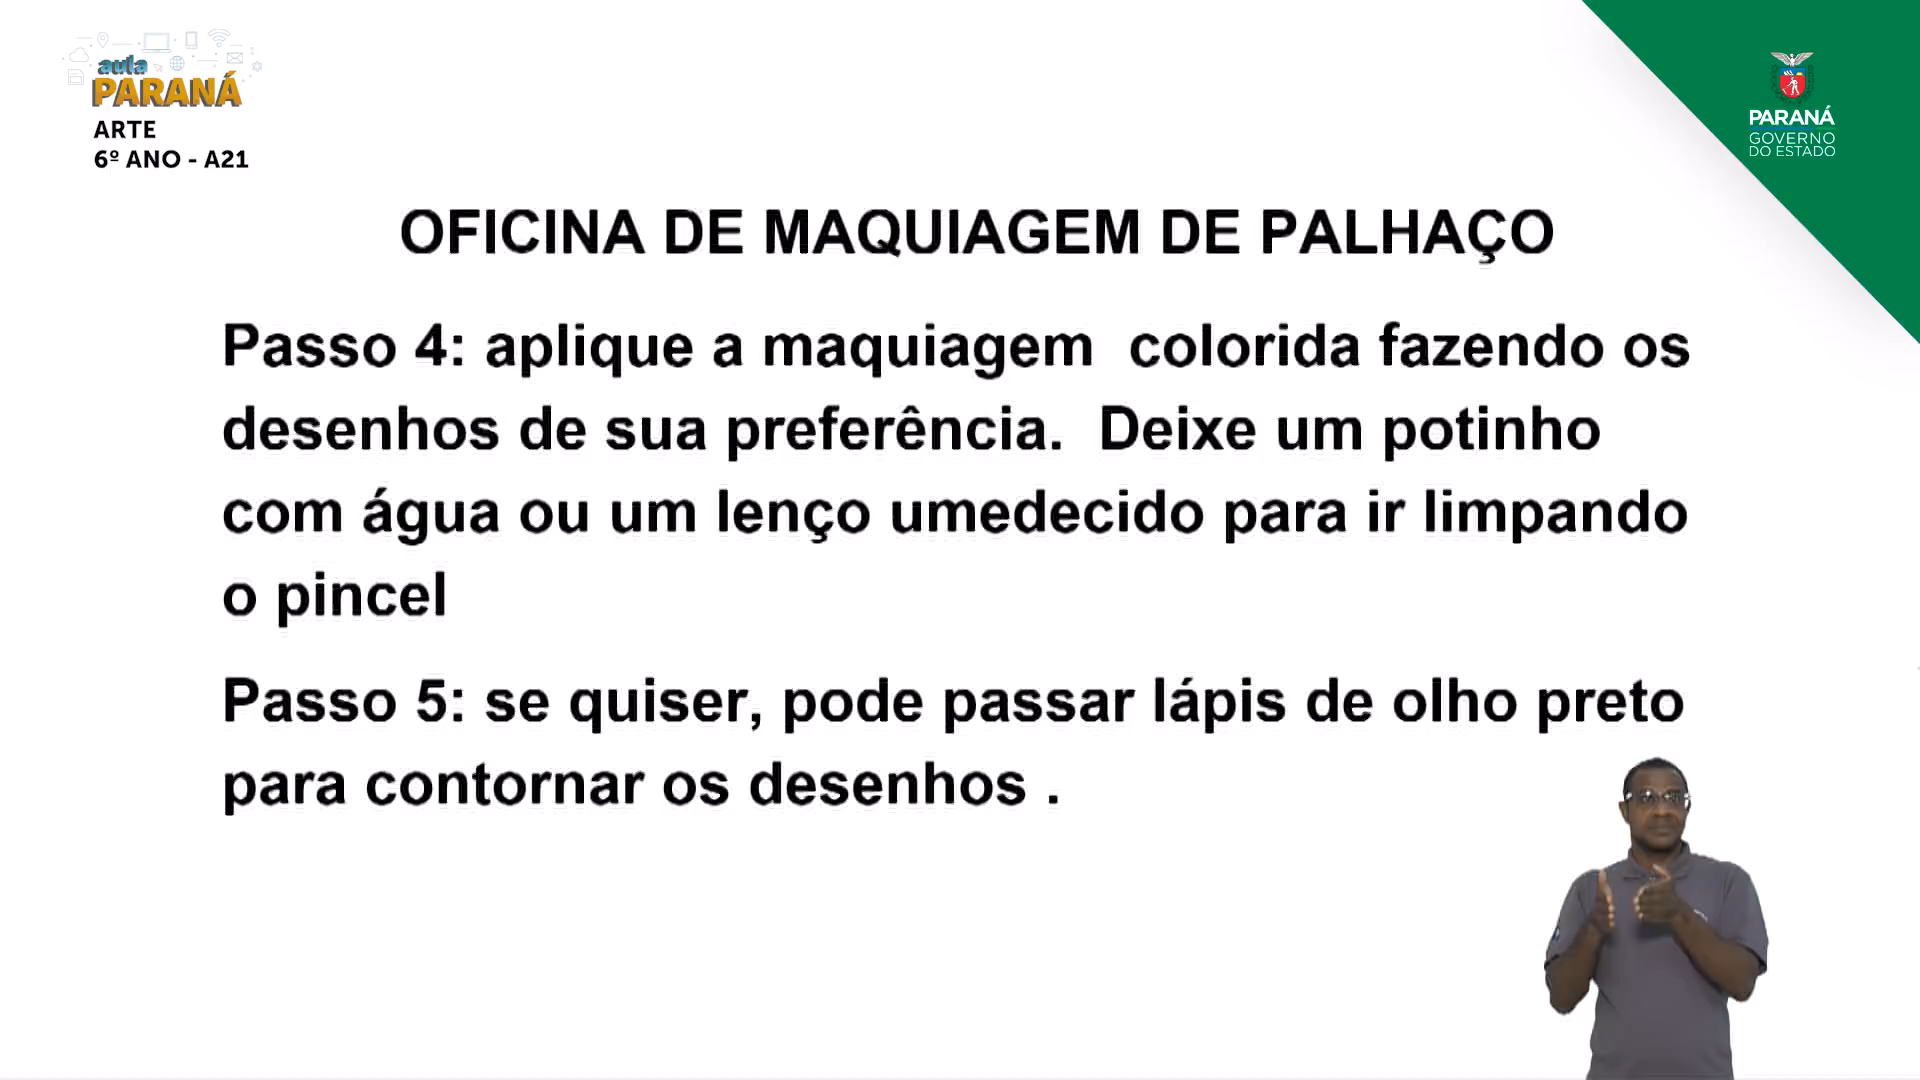 aula
PARANÁ
ARTE
6º ANO - A21
PARANÁ
GOVERNO
DO ESTADO
OFICINA DE MAQUIAGEM DE PALHAÇO
Passo 4: aplique a maquiagem  colorida fazendo os
desenhos de sua preferência.  Deixe um potinho
com água ou um lenço umedecido para ir limpando
o pincel
Passo 5: se quiser, pode passar lápis de olho preto
para contornar os desenhos .